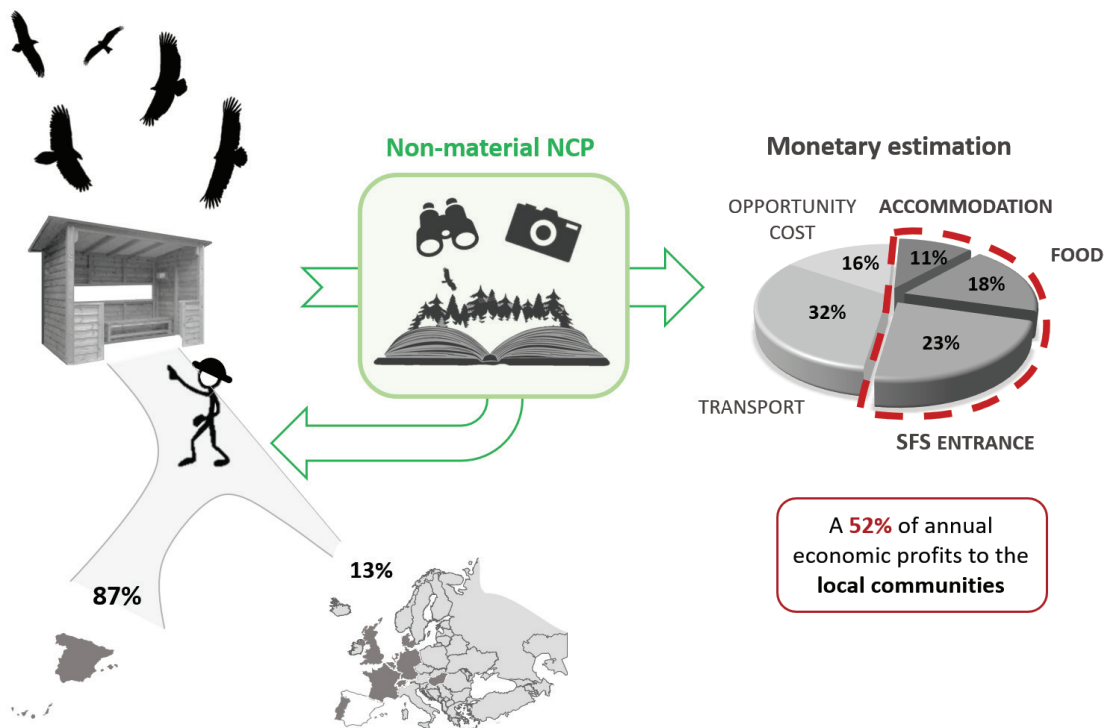 Non-material NCP
Monetary estimation
OPPORTUNITY
COST
ACCOMMODATION
FOOD
16%
11%
18%
32%
23%
TRANSPORT
SFS ENTRANCE
A 52% of annual
economic profits to the
local communities
87%
13%